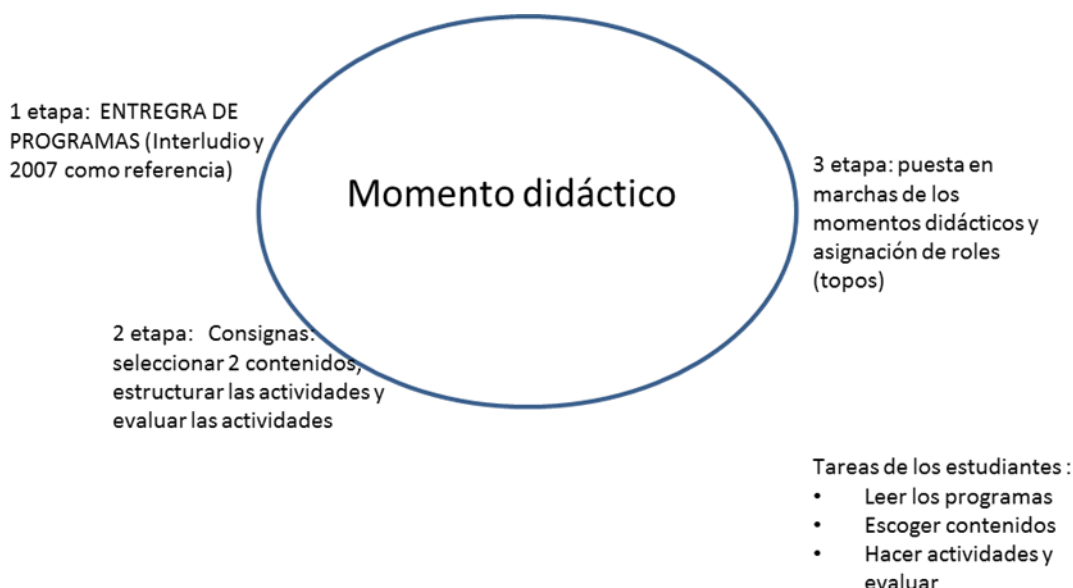 1 etapa: ENTREGRA DE
PROGRAMAS (Interludio y
2007 como referencia)
Momento didáctico
3 etapa: puesta en
marchas de los
momentos didácticos y
asignación de roles
(topos)
2 etapa: Consignas:
seleccionar 2 contenidos,
estructurar las actividades y
evaluar las actividades
Tareas de los estudiantes :
• Leer los programas
• Escoger contenidos
• Hacer actividades y
evaluar